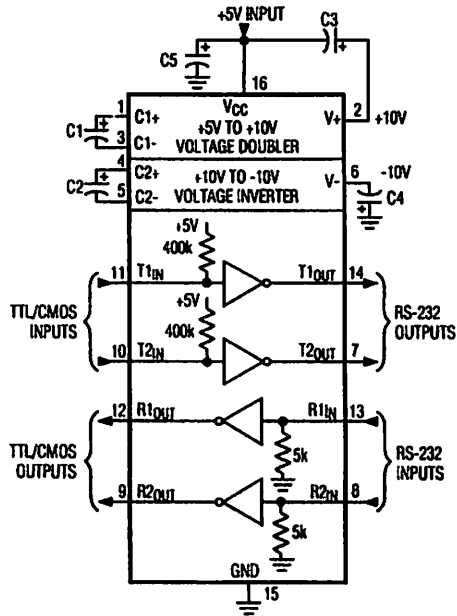 +5V INPUT
C3
C5
16
VCC
1
C1+
+5V TO +10V
V+
2
+10V
C1
3
C1-
VOLTAGE DOUBLER
4
C2+
+10V TO -10V
6
-10V
C2
5
C2-
VOLTAGE INVERTER
V-
C4
+5V
400k
11
T1IN
T1OUT
14
+5V
TTL/CMOS
INPUTS
400k
RS-232
OUTPUTS
10
T2IN
T2OUT
7
12
R1OUT
R1IN
13
TTL/CMOS
OUTPUTS
5k
RS-232
INPUTS
9
R2OUT
R2IN
8
5k
GND
15